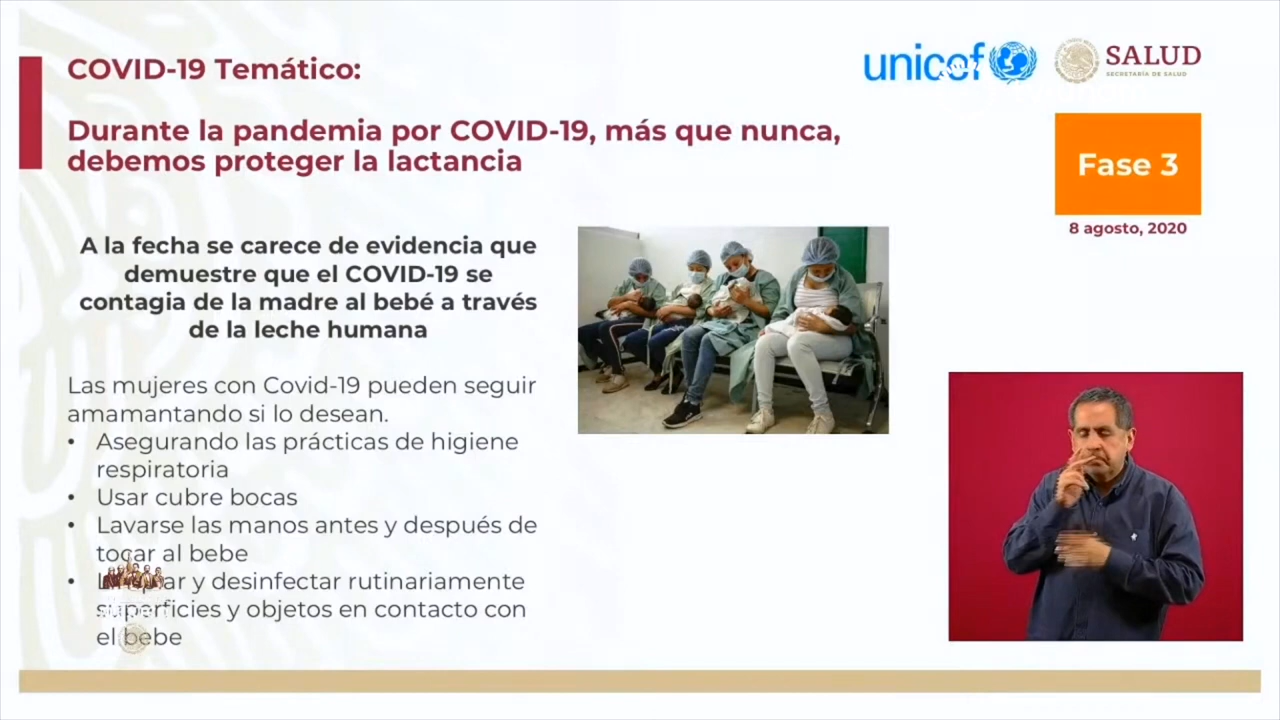 COVID-19 Temático:
unicef
SALUD
SECRETARÍA DE SALUD
Durante la pandemia por COVID-19, más que nunca,
debemos proteger la lactancia
Fase 3
8 agosto, 2020
A la fecha se carece de evidencia que
demuestre que el COVID-19 se
contagia de la madre al bebé a través
de la leche humana
Las mujeres con Covid-19 pueden seguir
amamantando si lo desean.
• Asegurando las prácticas de higiene
respiratoria
• Usar cubre bocas
• Lavarse las manos antes y después de
tocar al bebe
• Limpiar y desinfectar rutinariamente
superficies y objetos en contacto con
el bebe